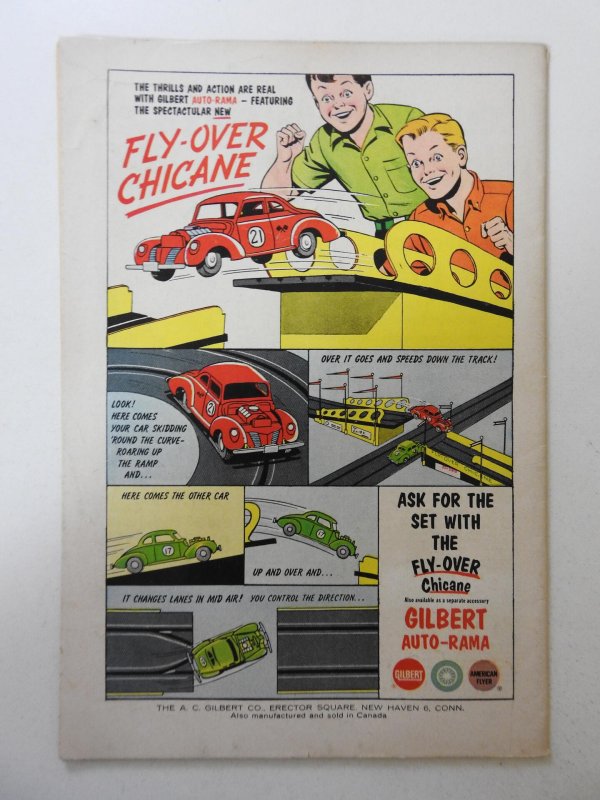 THE THRILLS AND ACTION ARE REAL
WITH GILBERT AUTO-RAMA – FEATURING
THE SPECTACULAR NEW
FLY-OVER
CHICANE
21
LOOK!
HERE COMES
YOUR CAR SKIDDING
'ROUND THE CURVE-
ROARING UP
THE RAMP
AND...
21
OVER IT GOES AND SPEEDS DOWN THE TRACK!
HERE COMES THE OTHER CAR
17
UP AND OVER AND...
17
IT CHANGES LANES IN MID AIR! YOU CONTROL THE DIRECTION...
17
ASK FOR THE
SET WITH
THE
FLY-OVER
Chicane
Also available as a separate accessory
GILBERT
AUTO-RAMA
GILBERT
AMERICAN
FLYER
THE A. C. GILBERT CO., ERECTOR SQUARE, NEW HAVEN 6, CONN.
Also manufactured and sold in Canada